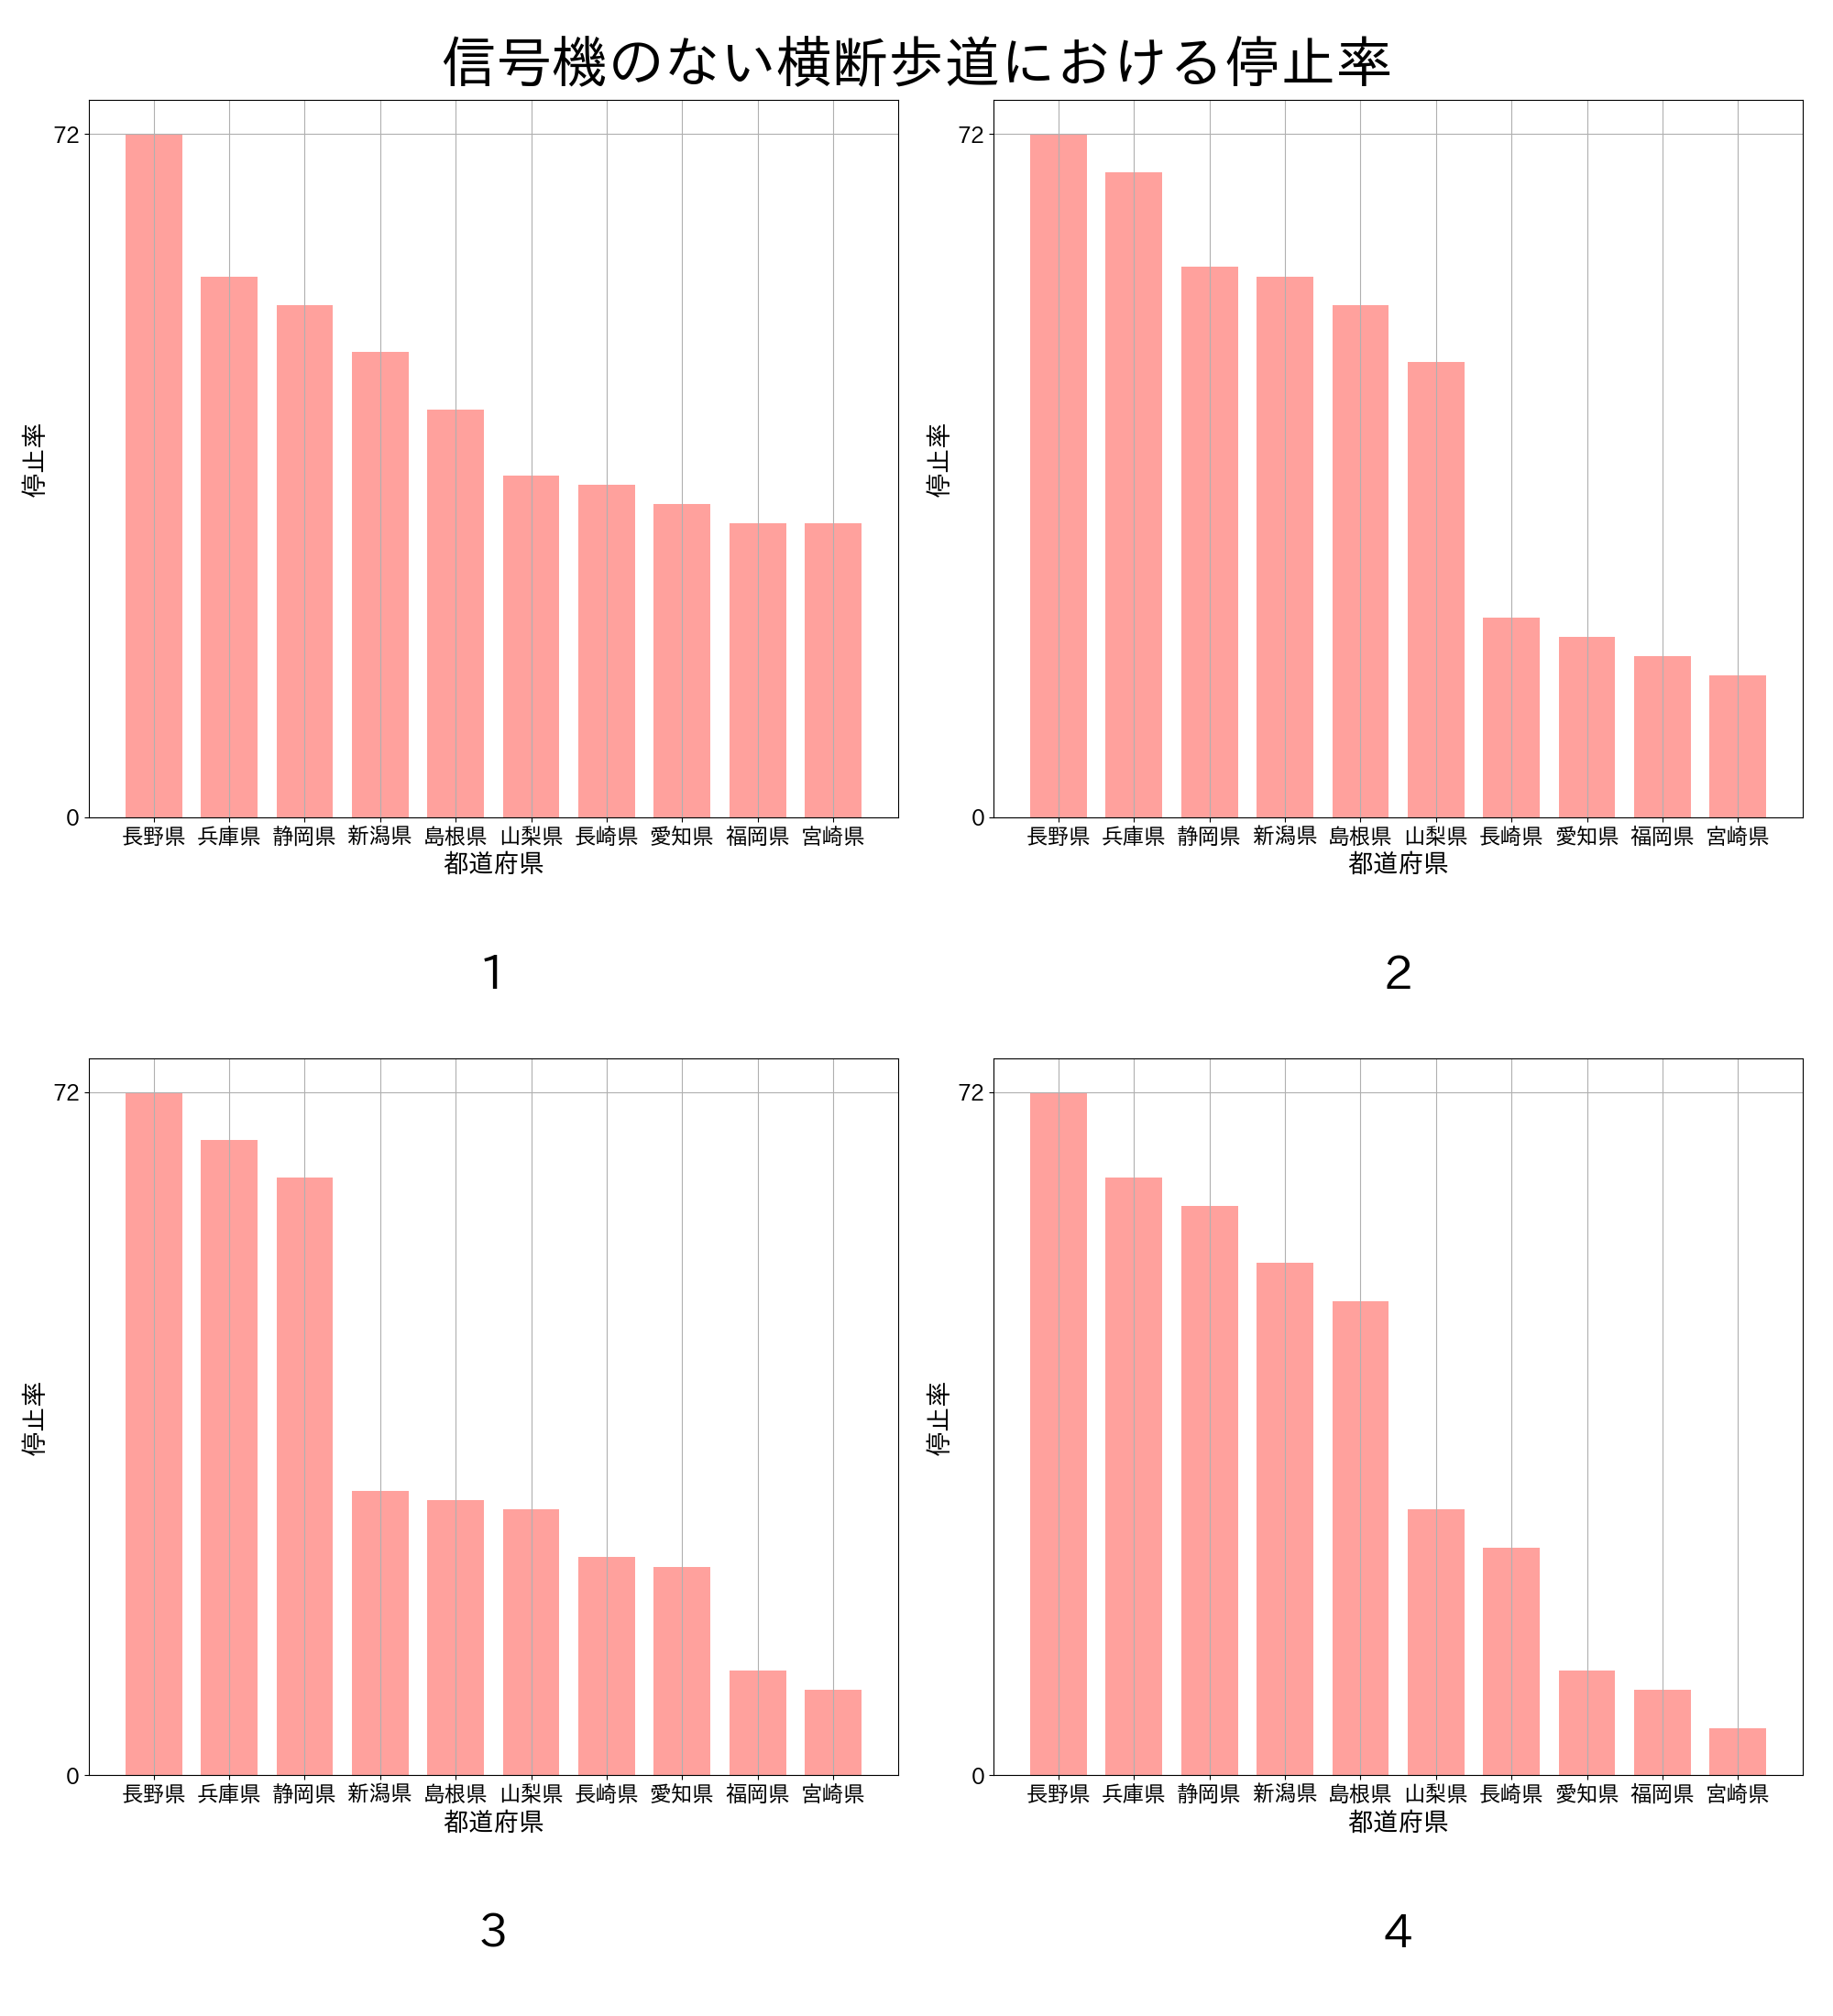 信号機のない横断歩道における停止率
72
0
停止率
長野県 兵庫県 静岡県 新潟県 島根県 山梨県 長崎県 愛知県 福岡県 宮崎県
都道府県
1
72
0
停止率
長野県 兵庫県 静岡県 新潟県 島根県 山梨県 長崎県 愛知県 福岡県 宮崎県
都道府県
2
72
0
停止率
長野県 兵庫県 静岡県 新潟県 島根県 山梨県 長崎県 愛知県 福岡県 宮崎県
都道府県
3
72
0
停止率
長野県 兵庫県 静岡県 新潟県 島根県 山梨県 長崎県 愛知県 福岡県 宮崎県
都道府県
4